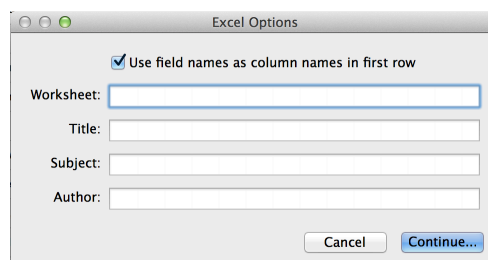 Excel Options
Use field names as column names in first row
Worksheet:
Title:
Subject:
Author:
Cancel
Continue...